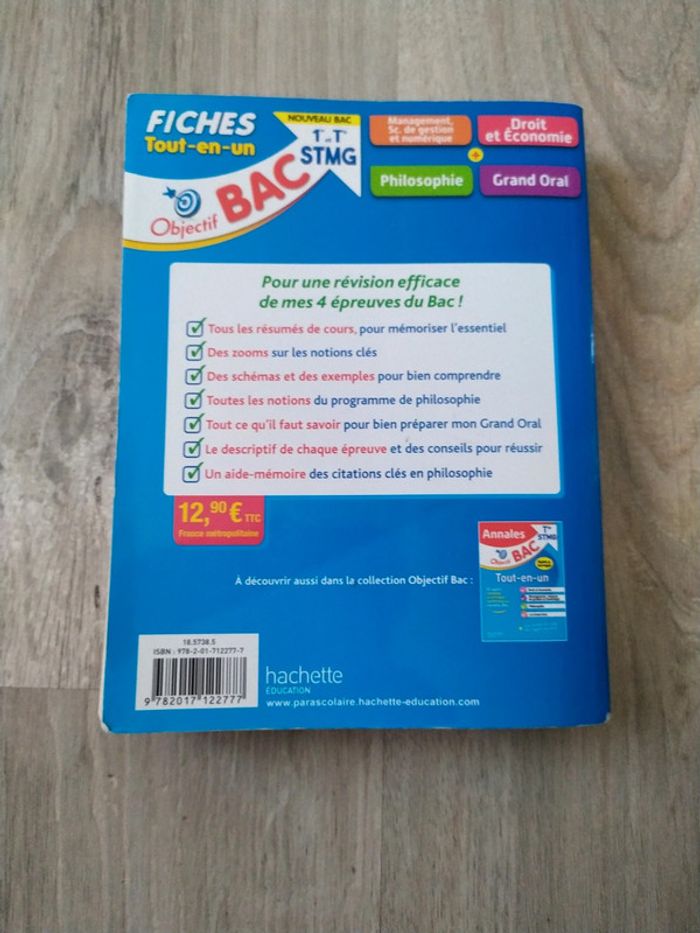 FICHES
Tout-en-un
Objectif BAC
NOUVEAU BAC
1re et Tle
STMG
Management,
Sc. de gestion
et numérique
Droit
et Économie
+
Philosophie
Grand Oral
Pour une révision efficace
de mes 4 épreuves du Bac !
Tous les résumés de cours, pour mémoriser l'essentiel
Des zooms sur les notions clés
Des schémas et des exemples pour bien comprendre
Toutes les notions du programme de philosophie
Tout ce qu'il faut savoir pour bien préparer mon Grand Oral
Le descriptif de chaque épreuve et des conseils pour réussir
Un aide-mémoire des citations clés en philosophie
12,90 € TTC
France métropolitaine
À découvrir aussi dans la collection Objectif Bac :
Annales
Tle
STMG
Objectif BAC
Tout-en-un
18.5738.5
ISBN : 978-2-01-712277-7
9 782017 122777
hachette
ÉDUCATION
www.parascolaire.hachette-education.com